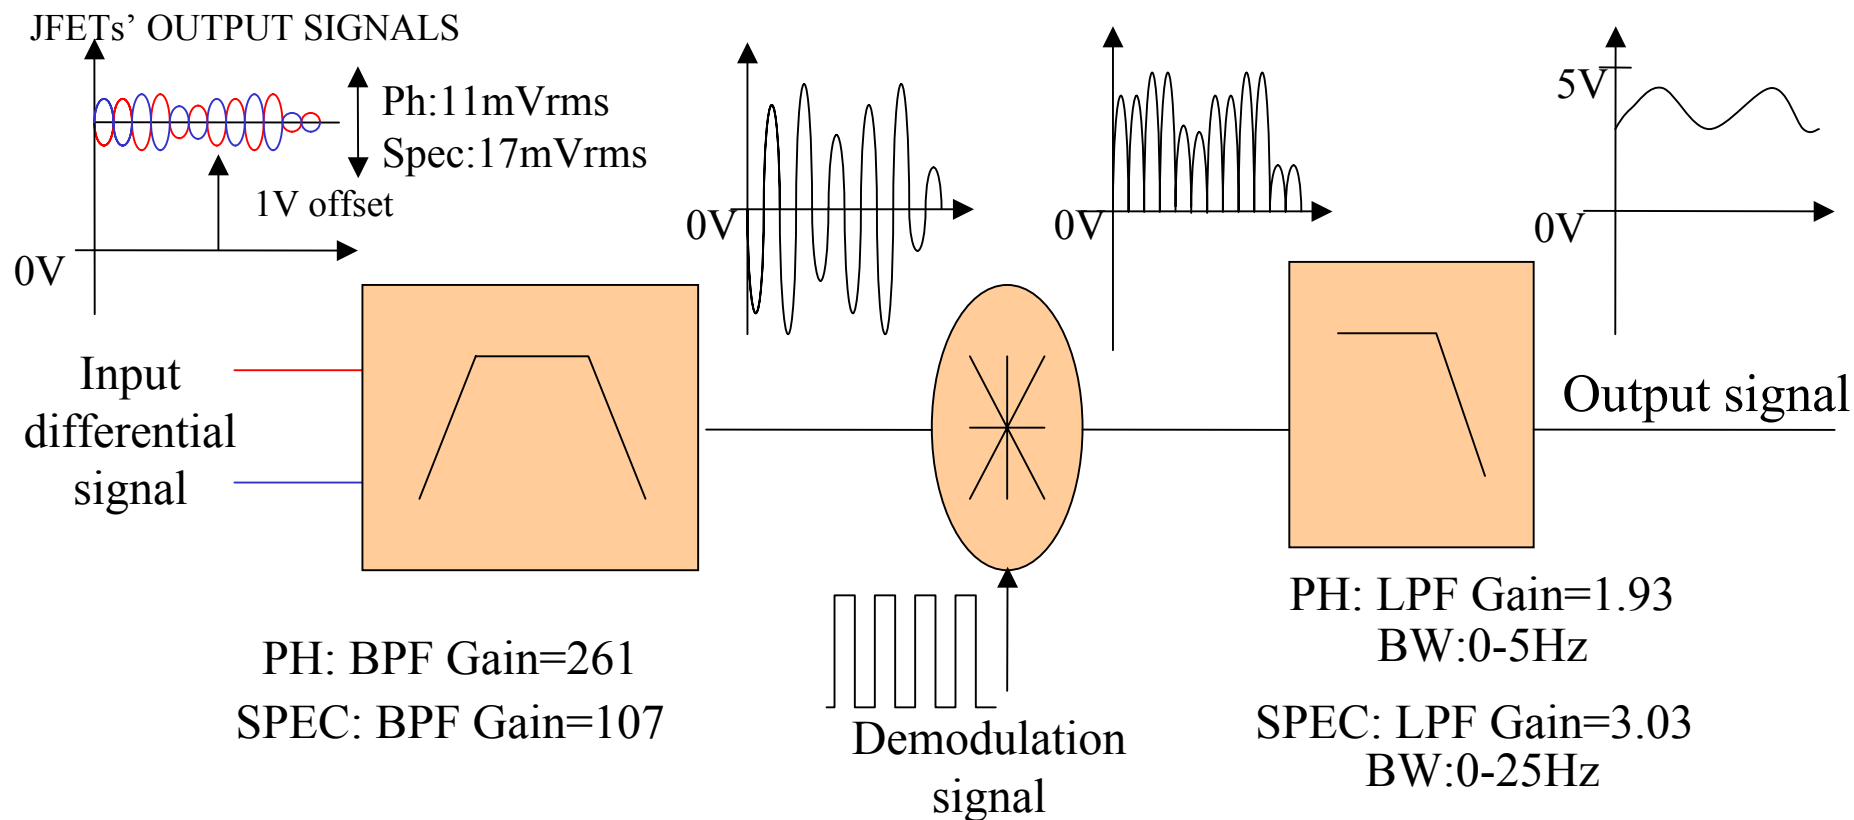 JFETs’ OUTPUT SIGNALS
Ph:11mVrms
Spec:17mVrms
1V offset
0V
0V
0V
5V
0V
Input
differential
signal
Output signal
PH: BPF Gain=261
SPEC: BPF Gain=107
Demodulation
signal
PH: LPF Gain=1.93
BW:0-5Hz
SPEC: LPF Gain=3.03
BW:0-25Hz